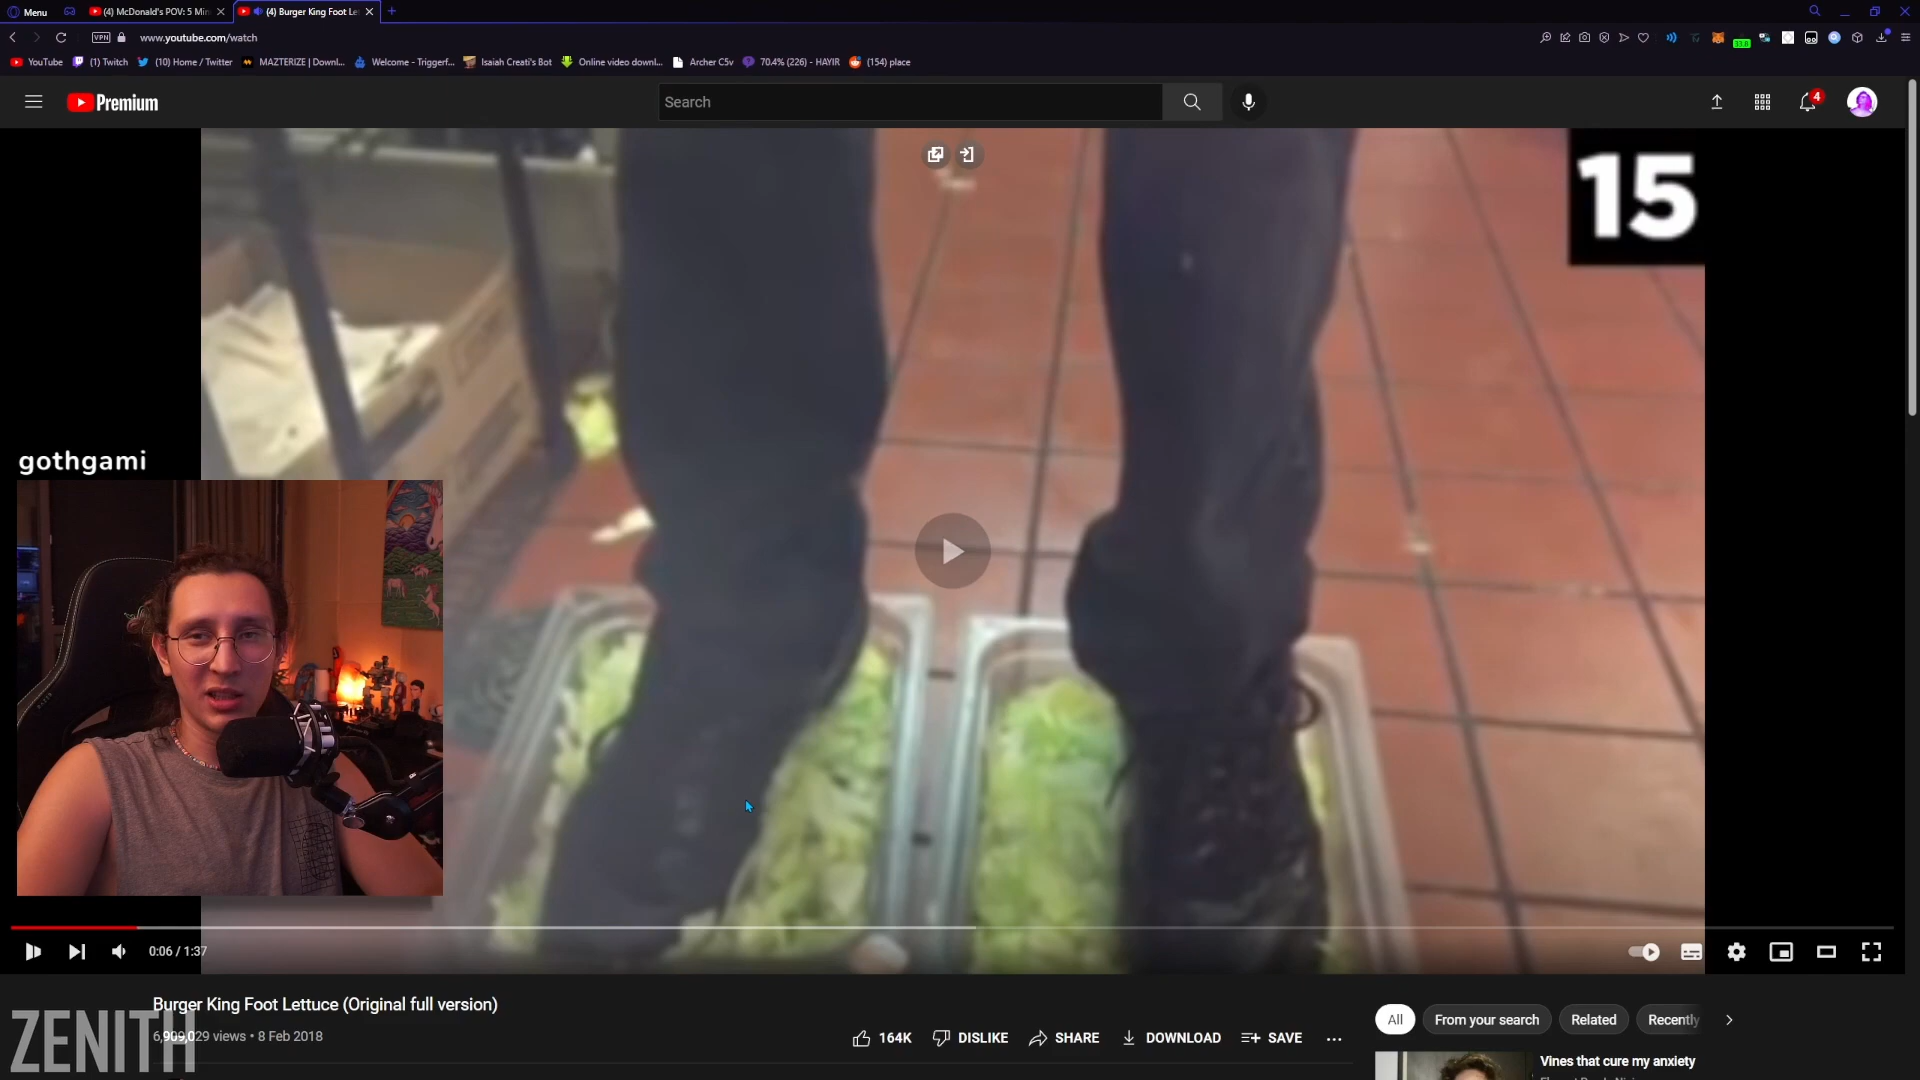 Menu
(4) McDonald's POV: 5 Min
(4) Burger King Foot Le
VPN
www.youtube.com/watch
YouTube
(1) Twitch
(10) Home / Twitter
MAZTERIZE | Downl...
Welcome - Triggerf...
Isaiah Creati's Bot
Online video downl...
Archer C5v
70.4% (226) - HAYIR
(154) place
Premium
Search
4
15
gothgami
0:06 / 1:37
Burger King Foot Lettuce (Original full version)
6,909,029 views • 8 Feb 2018
ZENITH
164K
DISLIKE
SHARE
DOWNLOAD
SAVE
All
From your search
Related
Recently
Vines that cure my anxiety